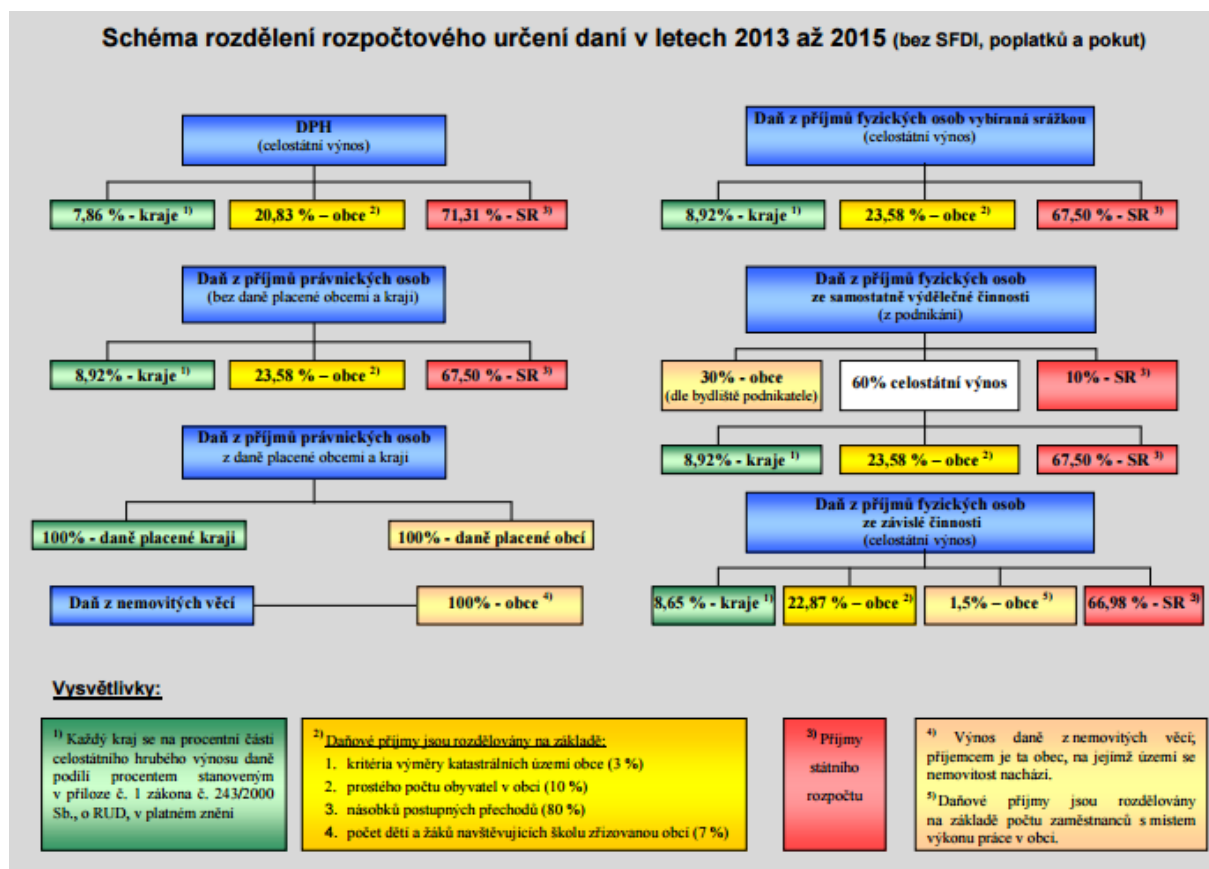 Schéma rozdělení rozpočtového určení daní v letech 2013 až 2015 (bez SFDI, poplatků a pokut)
DPH
(celostátní výnos)
7,86 % - kraje 1)
20,83 % – obce 2)
71,31 % - SR 3)
Daň z příjmů právnických osob
(bez daně placené obcemi a kraji)
8,92% - kraje 1)
23,58 % – obce 2)
67,50 % - SR 3)
Daň z příjmů právnických osob
z daně placené obcemi a kraji
100% - daně placené kraji
100% - daně placené obcí
Daň z nemovitých věcí
100% - obce 4)
Daň z příjmů fyzických osob vybíraná srážkou
(celostátní výnos)
8,92% - kraje 1)
23,58 % – obce 2)
67,50 % - SR 3)
Daň z příjmů fyzických osob
ze samostatně výdělečné činnosti
(z podnikání)
30% - obce
(dle bydliště podnikatele)
60% celostátní výnos
10% - SR 3)
8,92% - kraje 1)
23,58 % – obce 2)
67,50 % - SR 3)
Daň z příjmů fyzických osob
ze závislé činnosti
(celostátní výnos)
8,65 % - kraje 1)
22,87 % – obce 2)
1,5% – obce 5)
66,98 % - SR 3)
Vysvětlivky:
1) Každý kraj se na procentní části
celostátního hrubého výnosu daně
podílí procentem stanoveným
v příloze č. 1 zákona č. 243/2000
Sb., o RUD, v platném znění
2) Daňové příjmy jsou rozdělovány na základě:
1. kritéria výměry katastrálních území obce (3 %)
2. prostého počtu obyvatel v obci (10 %)
3. násobků postupných přechodů (80 %)
4. počet dětí a žáků navštěvujících školu zřizovanou obcí (7 %)
3) Příjmy
státního
rozpočtu
4) Výnos daně z nemovitých věcí;
příjemcem je ta obec, na jejímž území se
nemovitost nachází.
5) Daňové příjmy jsou rozdělovány
na základě počtu zaměstnanců s místem
výkonu práce v obci.